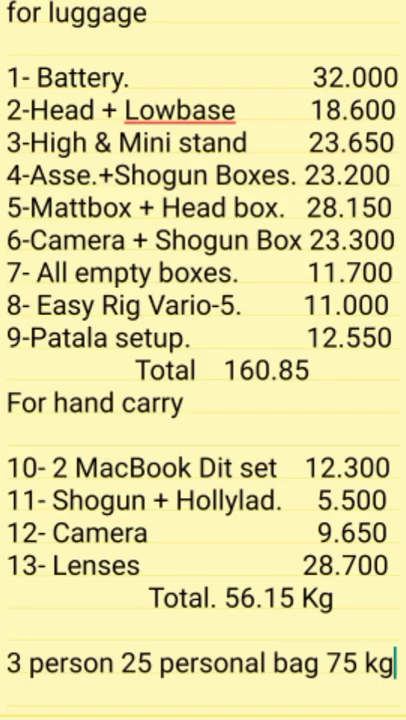 for luggage
1- Battery. 32.000
2-Head + Lowbase 18.600
3-High & Mini stand 23.650
4-Asse.+Shogun Boxes. 23.200
5-Mattbox + Head box. 28.150
6-Camera + Shogun Box 23.300
7- All empty boxes. 11.700
8- Easy Rig Vario-5. 11.000
9-Patala setup. 12.550
Total 160.85
For hand carry
10- 2 MacBook Dit set 12.300
11- Shogun + Hollylad. 5.500
12- Camera 9.650
13- Lenses 28.700
Total. 56.15 Kg
3 person 25 personal bag 75 kg